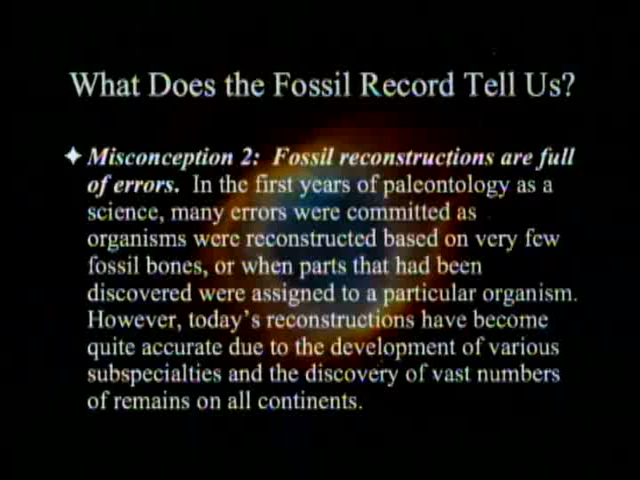 What Does the Fossil Record Tell Us?
✦ Misconception 2: Fossil reconstructions are full
of errors. In the first years of paleontology as a
science, many errors were committed as
organisms were reconstructed based on very few
fossil bones, or when parts that had been
discovered were assigned to a particular organism.
However, today's reconstructions have become
quite accurate due to the development of various
subspecialties and the discovery of vast numbers
of remains on all continents.